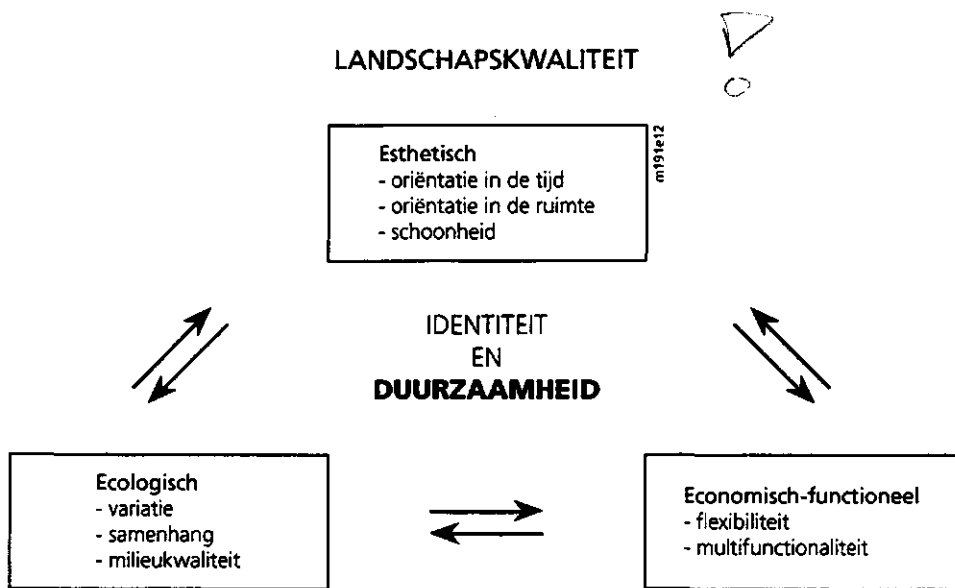 LANDSCHAPSKWALITEIT
Esthetisch
- oriëntatie in de tijd
- oriëntatie in de ruimte
- schoonheid
m191e12
IDENTITEIT
EN
DUURZAAMHEID
Ecologisch
- variatie
- samenhang
- milieukwaliteit
Economisch-functioneel
- flexibiliteit
- multifunctionaliteit